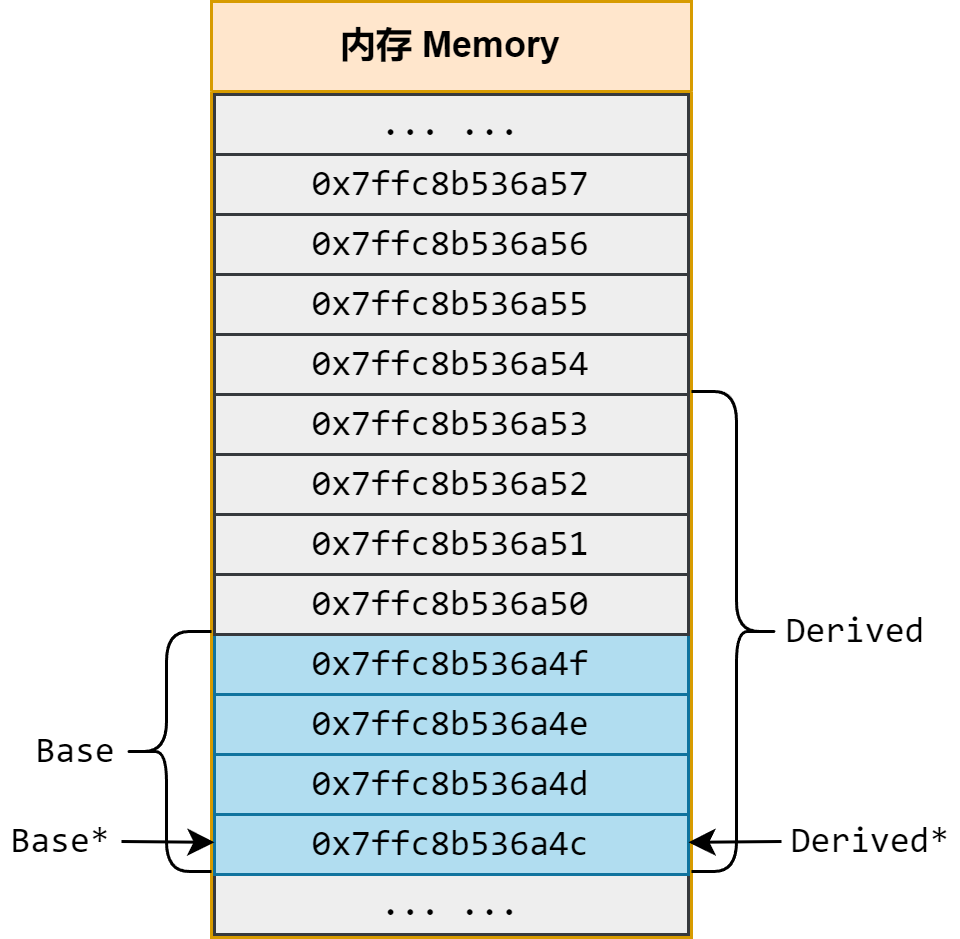 内存 Memory
... ...
0x7ffc8b536a57
0x7ffc8b536a56
0x7ffc8b536a55
0x7ffc8b536a54
0x7ffc8b536a53
0x7ffc8b536a52
0x7ffc8b536a51
0x7ffc8b536a50
Derived
0x7ffc8b536a4f
0x7ffc8b536a4e
Base
0x7ffc8b536a4d
Base*
0x7ffc8b536a4c
Derived*
... ...